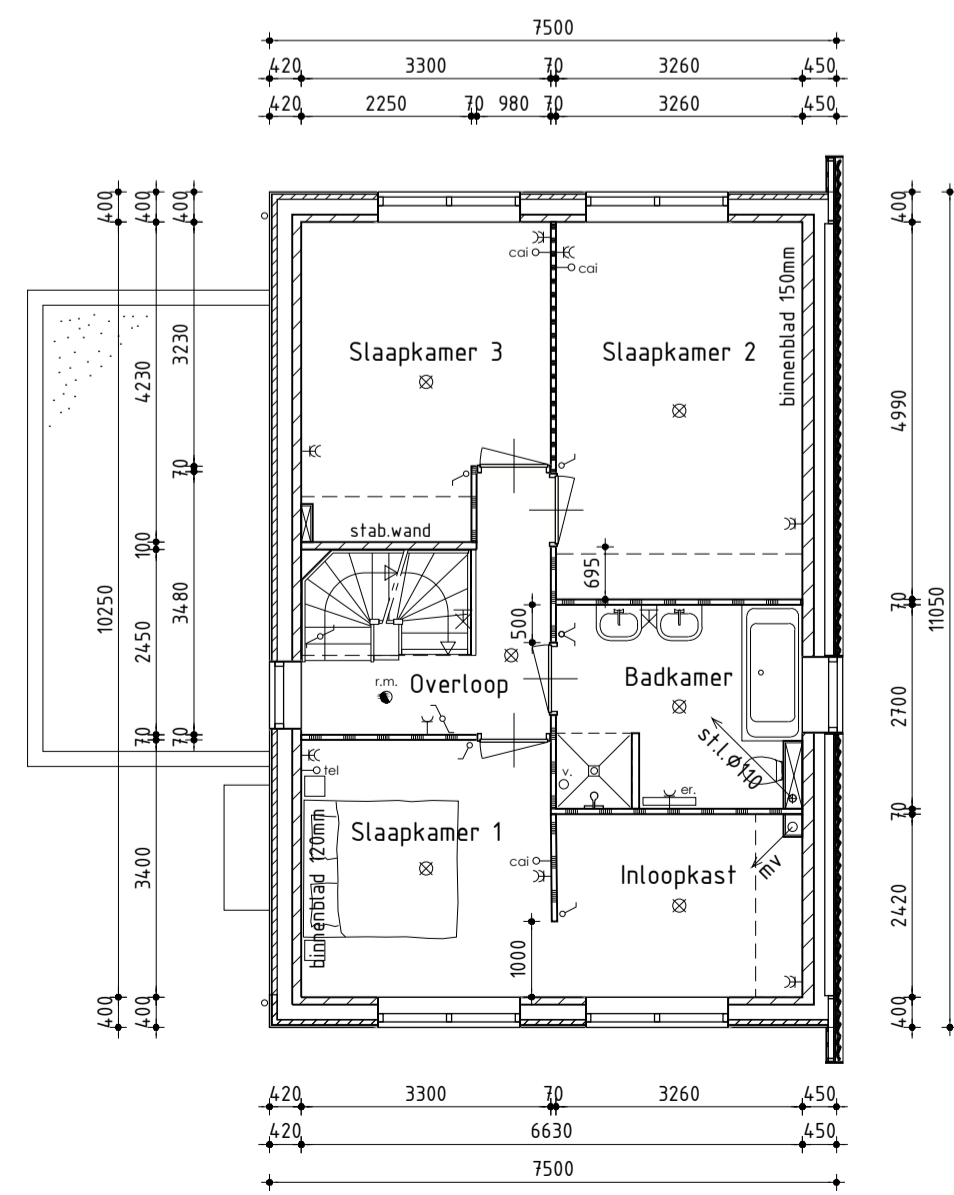 7500
420 3300 70 3260 450
420 2250 70 980 70 3260 450
400 400 400 400
cai
cai
binnenblad 150mm
Slaapkamer 3 Slaapkamer 2
3230
4230
4990
70
stab.wand
100
695
70
10250
3480
2450
500
11050
r.m. Overloop Badkamer
2700
70 70
st.l.ø110
tel
v.
er.
70
Slaapkamer 1
binnenblad 120mm
3400
cai
Inloopkast
mv
2420
1000
400 400 400
420 3300 70 3260 450
420 6630 450
7500